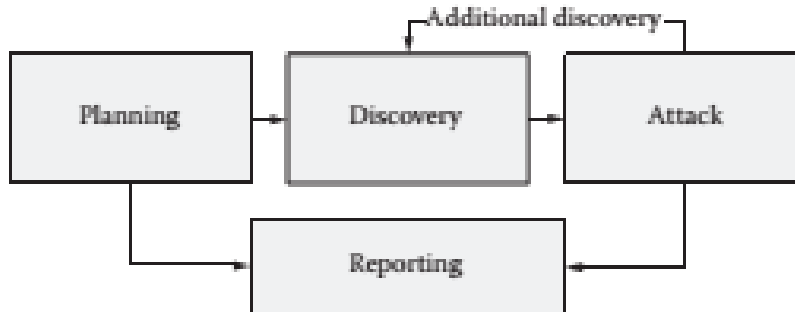 Additional discovery
Planning
Discovery
Attack
Reporting